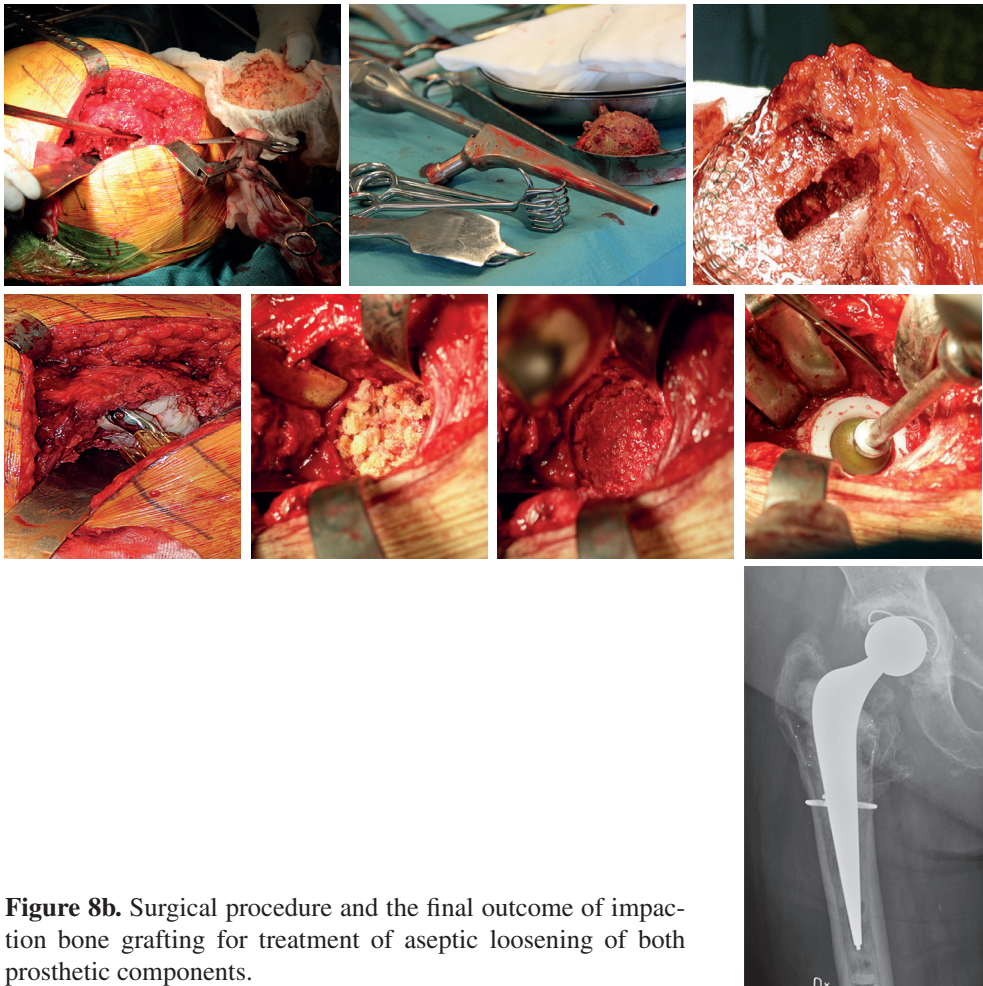 Dx
Figure 8b. Surgical procedure and the final outcome of impac-
tion bone grafting for treatment of aseptic loosening of both
prosthetic components.